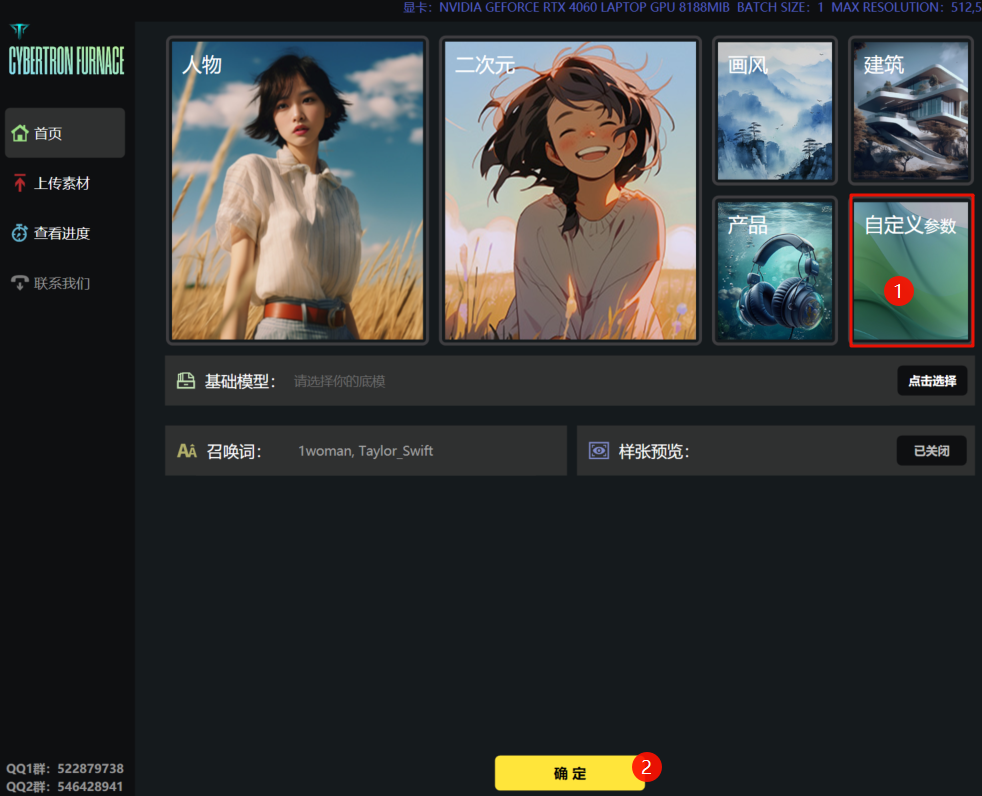 显卡：NVIDIA GEFORCE RTX 4060 LAPTOP GPU 8188MIB BATCH SIZE：1 MAX RESOLUTION：512,5
CYBERTRON FURNACE
首页
上传素材
查看进度
联系我们
人物
二次元
画风
建筑
产品
自定义参数
1
基础模型： 请选择你的底模 点击选择
召唤词： 1woman, Taylor_Swift
样张预览： 已关闭
确 定
2
QQ1群：522879738
QQ2群：546428941